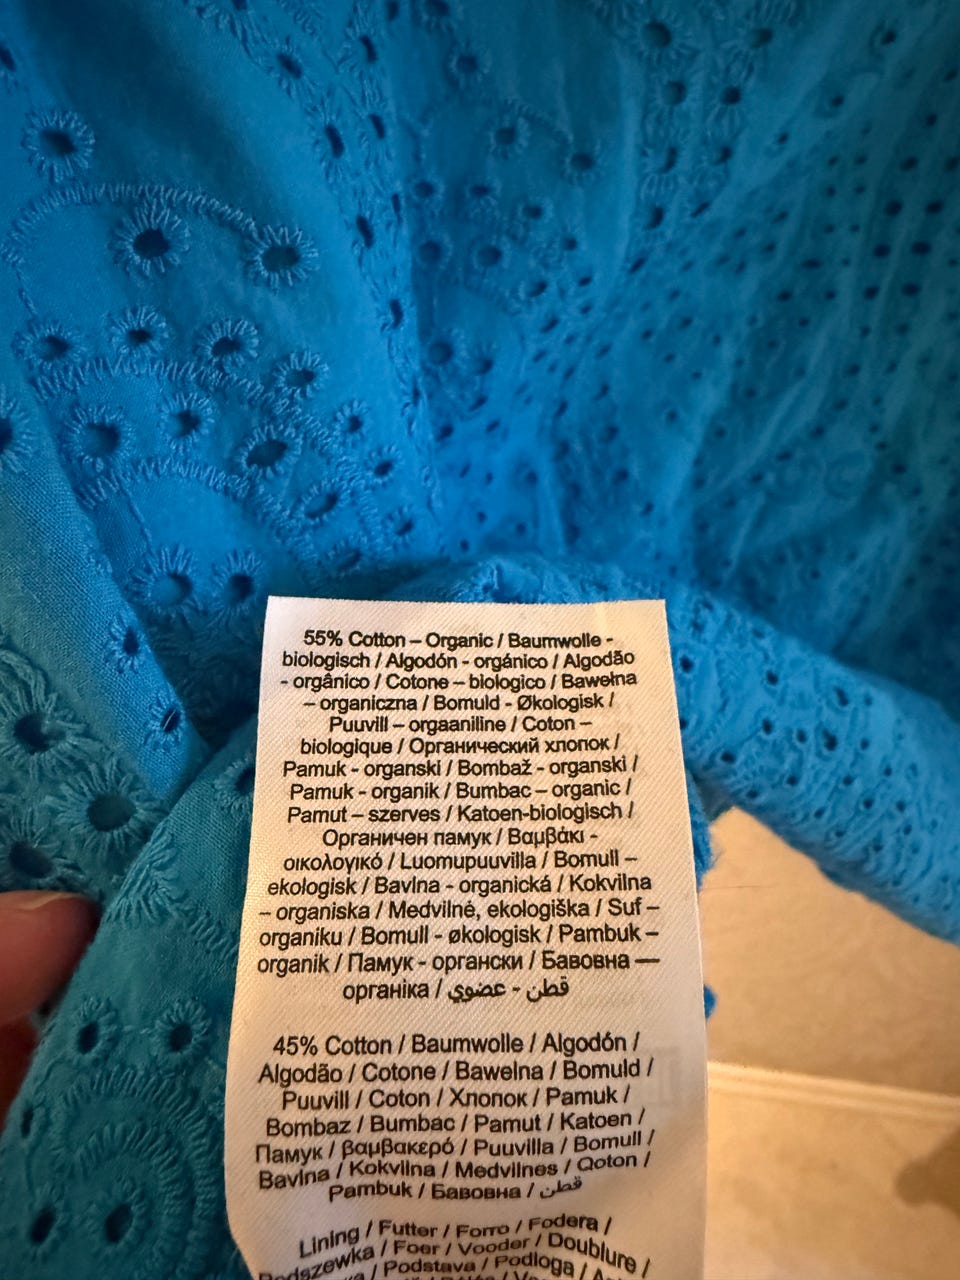 55% Cotton – Organic / Baumwolle -
biologisch / Algodón - orgánico / Algodão
- orgânico / Cotone – biologico / Bawełna
– organiczna / Bomuld - Økologisk /
Puuvill – orgaaniline / Coton –
biologique / Органический хлопок /
Pamuk - organski / Bombaž - organski /
Pamuk - organik / Bumbac – organic /
Pamut – szerves / Katoen-biologisch /
Органичен памук / Βαμβάκι -
οικολογικό / Luomupuuvilla / Bomull –
ekologisk / Bavlna - organická / Kokvilna
– organiska / Medvilnė, ekologiška / Suf –
organiku / Bomull - økologisk / Pambuk –
organik / Памук - органски / Бавовна —
органіка / قطن - عضوي
45% Cotton / Baumwolle / Algodón /
Algodão / Cotone / Bawełna / Bomuld /
Puuvill / Coton / Хлопок / Pamuk /
Bombaz / Bumbac / Pamut / Katoen /
Памук / βαμβακερό / Puuvilla / Bomull /
Bavlna / Kokvilna / Medvilnes / Qoton /
Pambuk / Бавовна / قطن
Lining / Futter / Forro / Fodera /
Podszewka / Foer / Vooder / Doublure /
/ Podstava / Podloga /